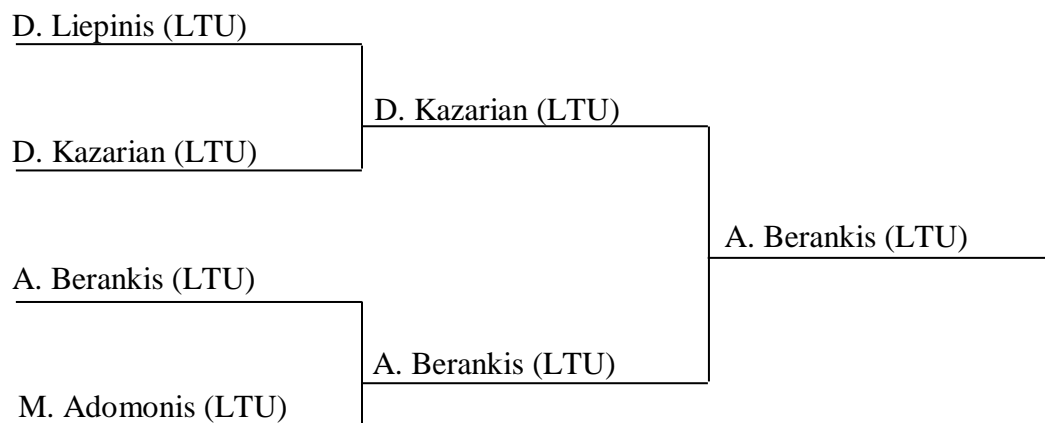 D. Liepinis (LTU)
D. Kazarian (LTU)
D. Kazarian (LTU)
A. Berankis (LTU)
A. Berankis (LTU)
A. Berankis (LTU)
M. Adomonis (LTU)